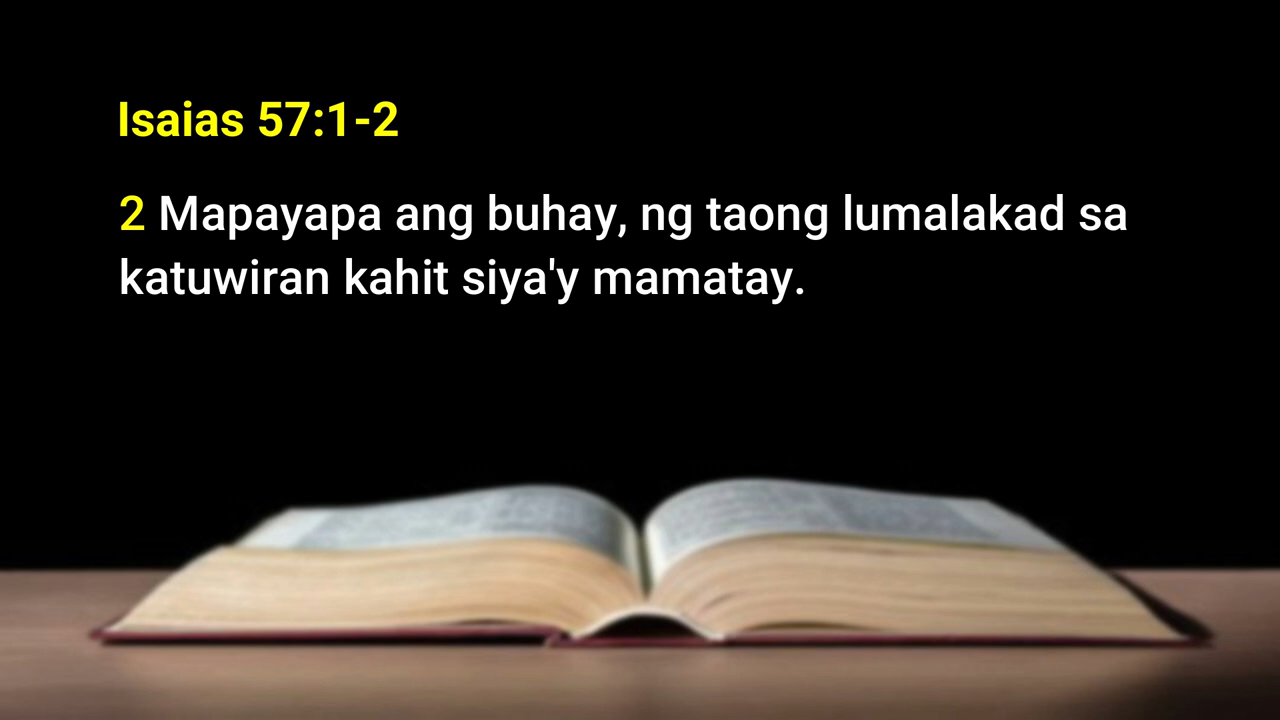 Isaias 57:1-2
2 Mapayapa ang buhay, ng taong lumalakad sa
katuwiran kahit siya'y mamatay.